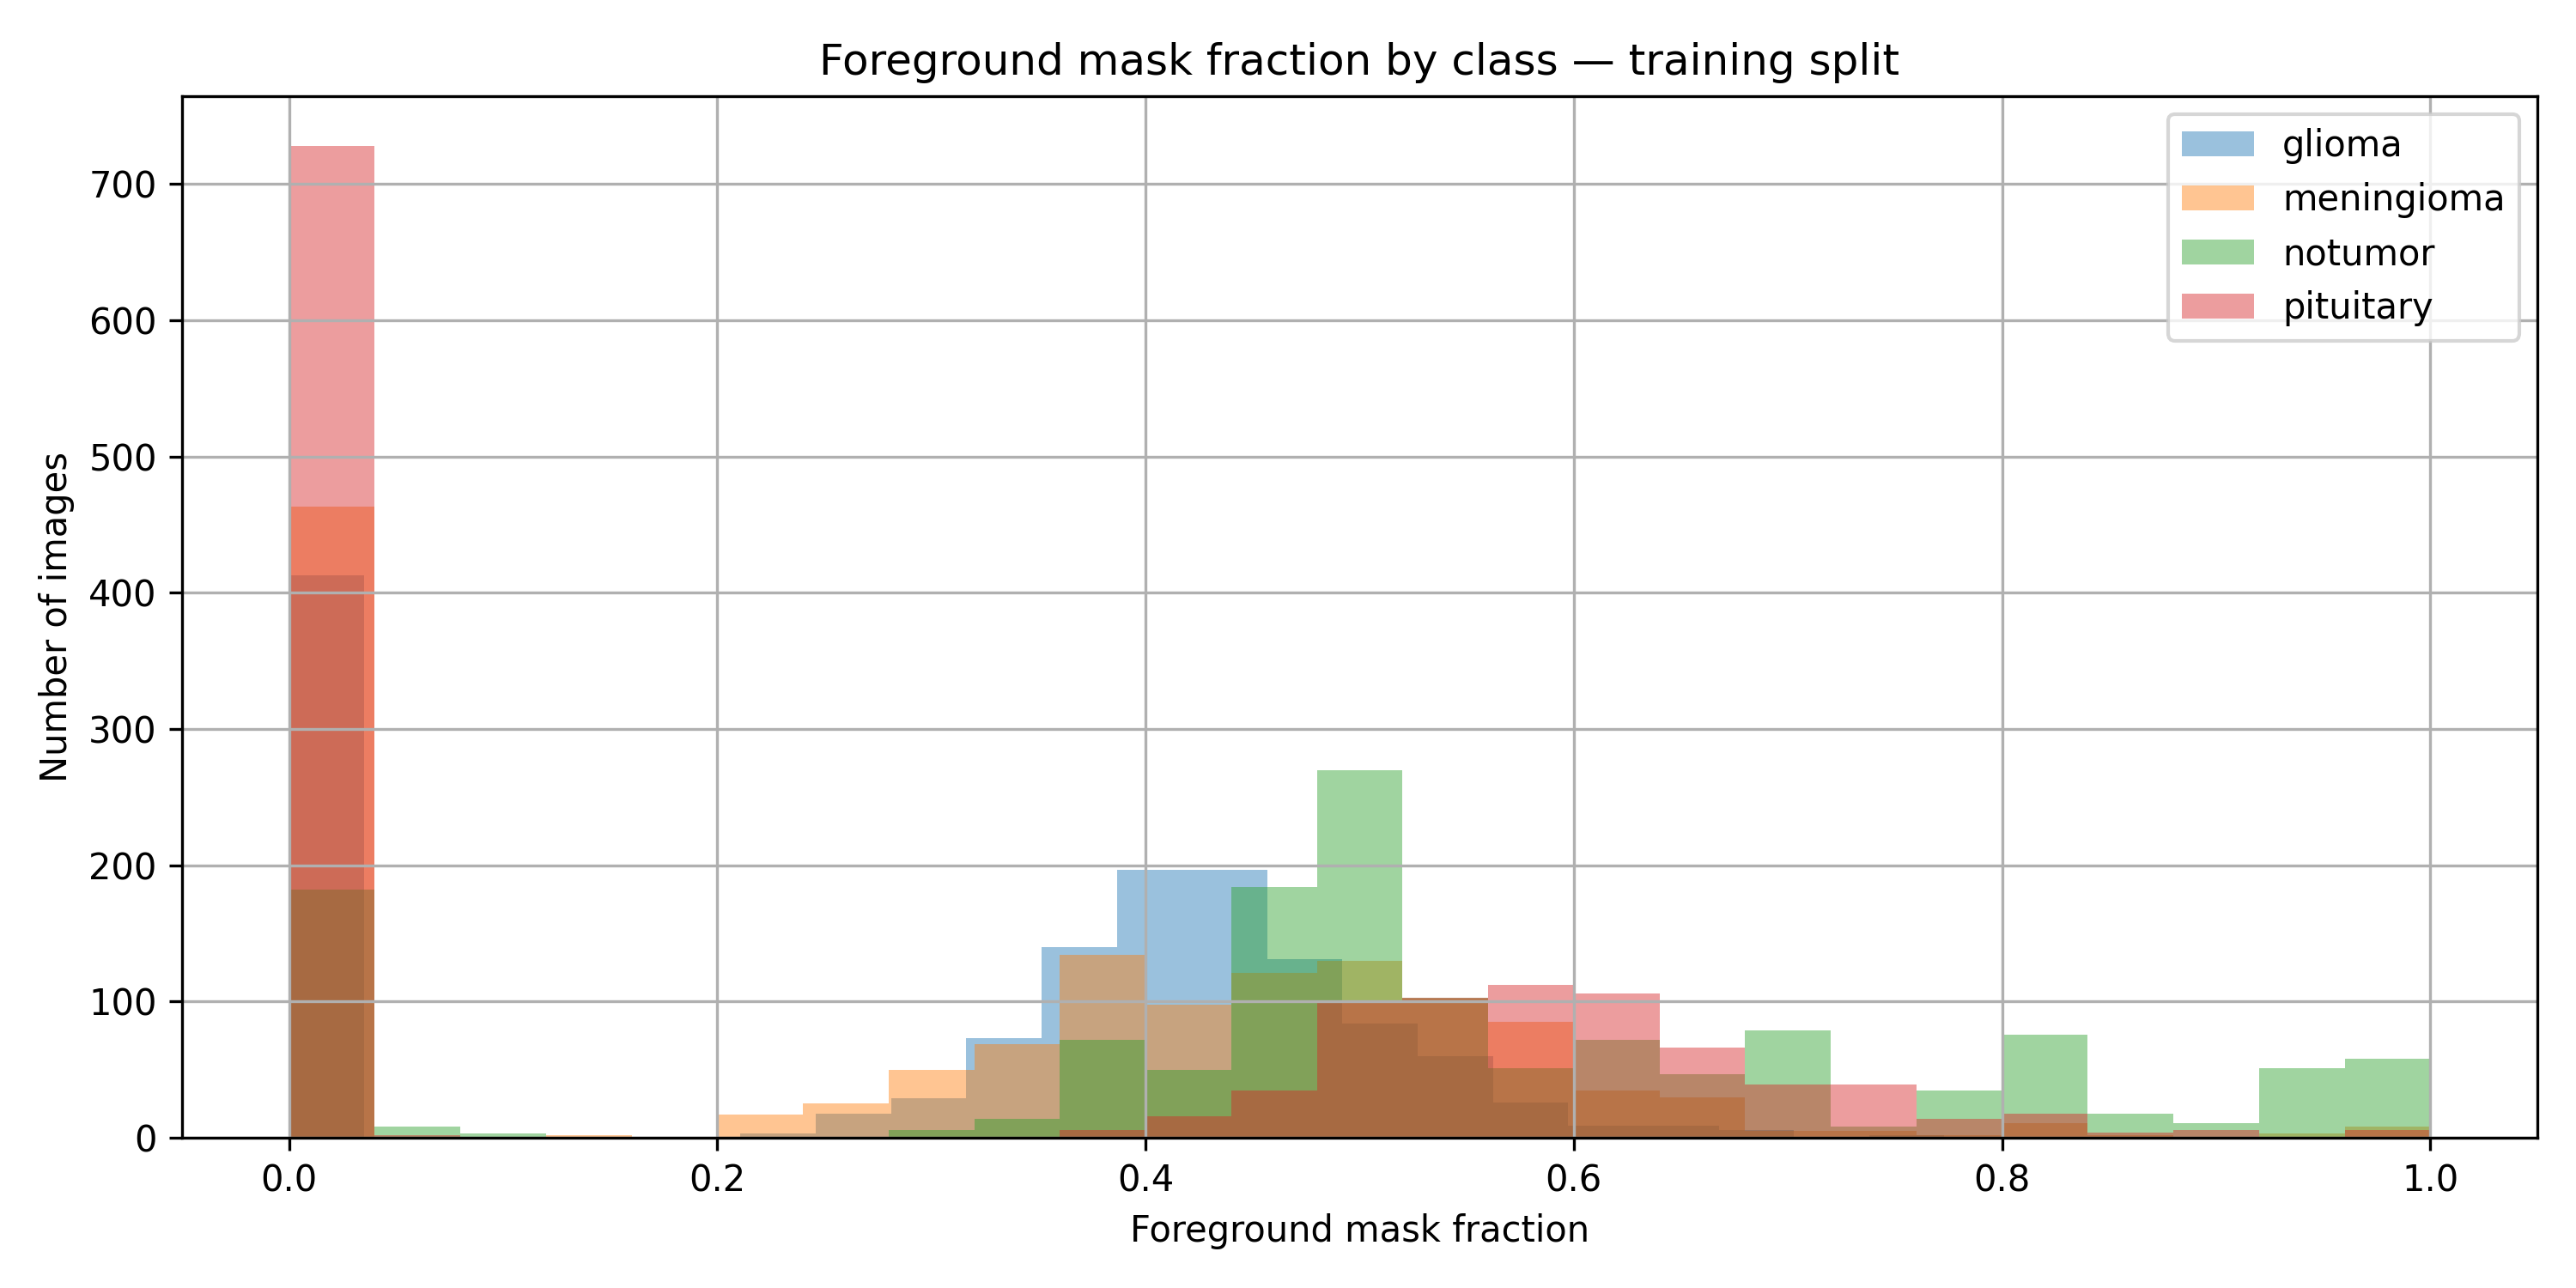 Foreground mask fraction by class — training split
glioma
meningioma
notumor
pituitary
700
600
500
400
300
200
100
0
Number of images
0.0 0.2 0.4 0.6 0.8 1.0
Foreground mask fraction